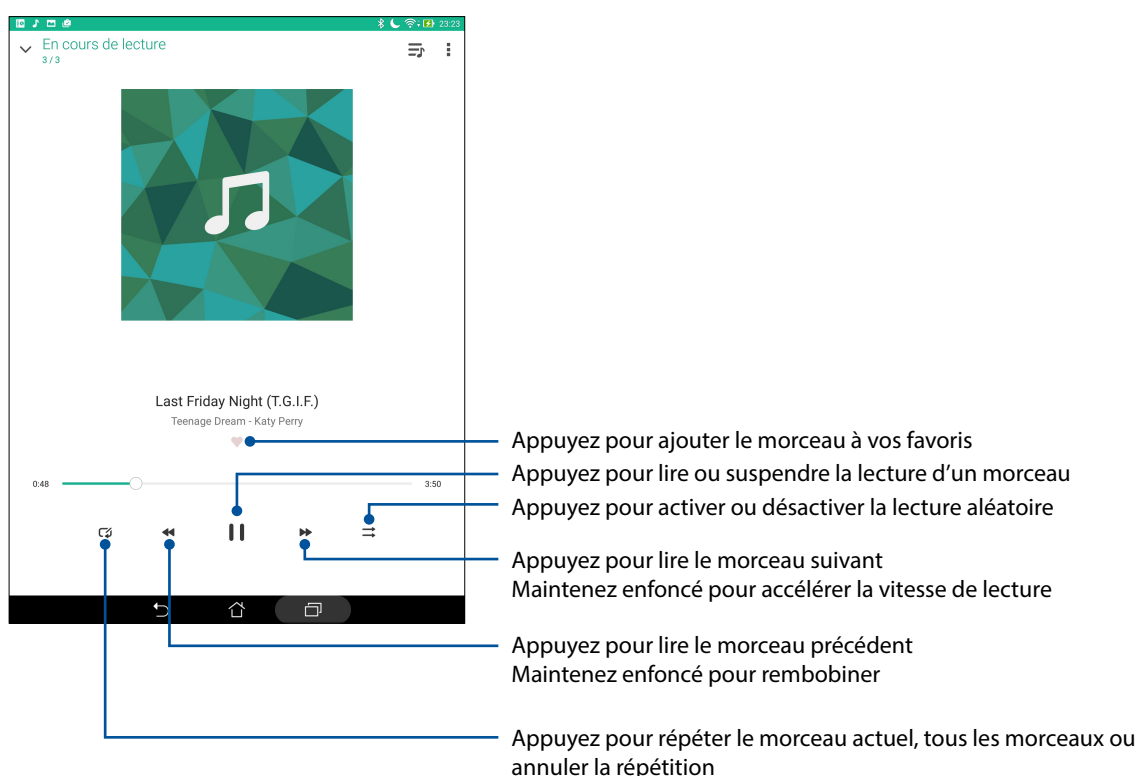 23:23
En cours de lecture
3 / 3
Last Friday Night (T.G.I.F.)
Teenage Dream - Katy Perry
0:48
3:50
Appuyez pour ajouter le morceau à vos favoris
Appuyez pour lire ou suspendre la lecture d’un morceau
Appuyez pour activer ou désactiver la lecture aléatoire
Appuyez pour lire le morceau suivant
Maintenez enfoncé pour accélérer la vitesse de lecture
Appuyez pour lire le morceau précédent
Maintenez enfoncé pour rembobiner
Appuyez pour répéter le morceau actuel, tous les morceaux ou
annuler la répétition